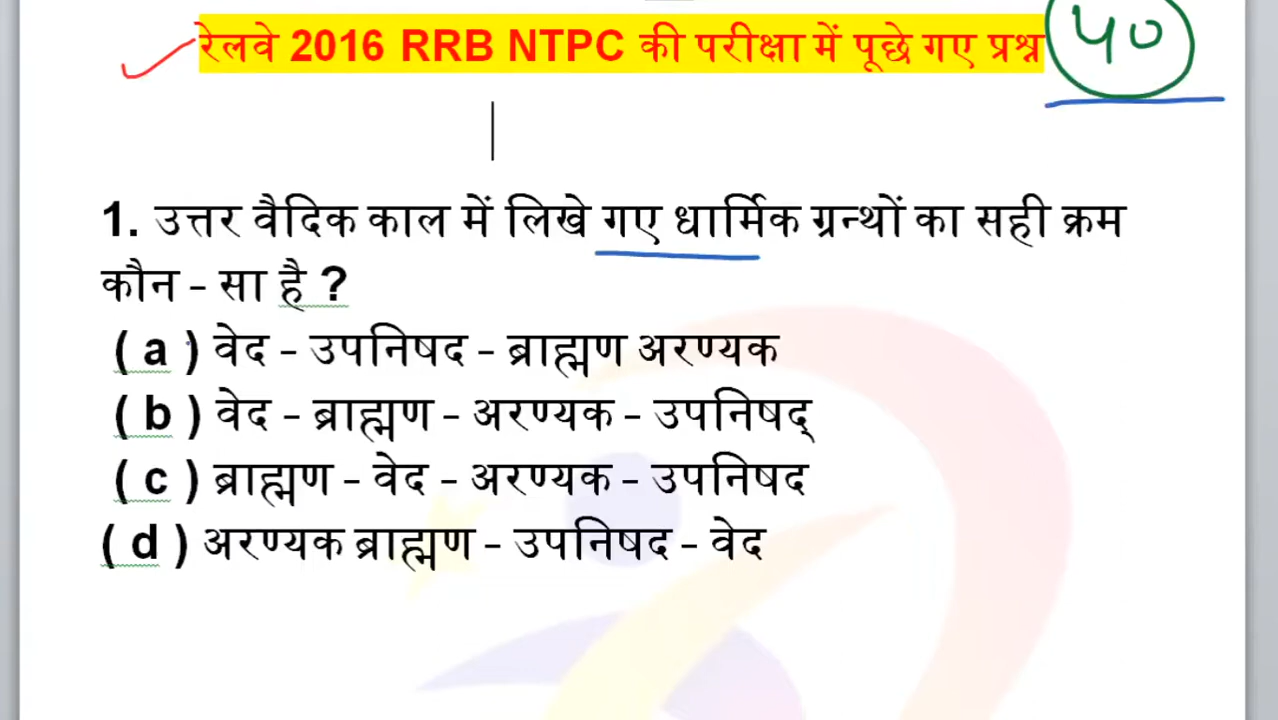 रेलवे 2016 RRB NTPC की परीक्षा में पूछे गए प्रश्न
५०
1. उत्तर वैदिक काल में लिखे गए धार्मिक ग्रन्थों का सही क्रम
कौन - सा है ?
( a ) वेद - उपनिषद - ब्राह्मण अरण्यक
( b ) वेद - ब्राह्मण - अरण्यक - उपनिषद्
( c ) ब्राह्मण - वेद - अरण्यक - उपनिषद
( d ) अरण्यक ब्राह्मण - उपनिषद - वेद